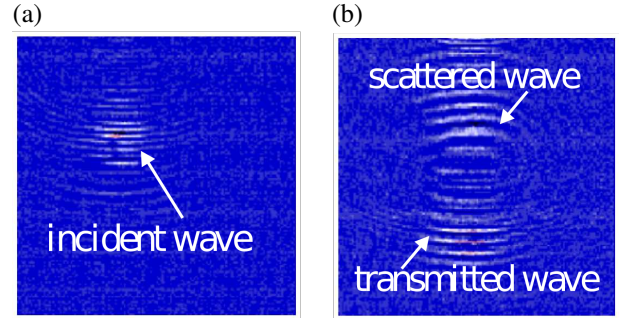 (a)
(b)
incident wave
scattered wave
transmitted wave